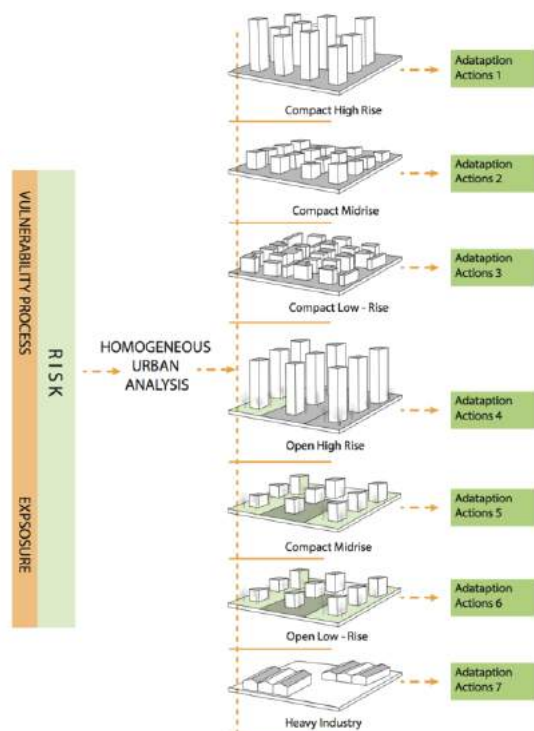 VULNERABILITY PROCESS
EXPSOSURE
RISK
HOMOGENEOUS
URBAN
ANALYSIS
Compact High Rise
Adataption
Actions 1
Compact Midrise
Adataption
Actions 2
Compact Low - Rise
Adataption
Actions 3
Open High Rise
Adataption
Actions 4
Compact Midrise
Adataption
Actions 5
Open Low - Rise
Adataption
Actions 6
Heavy Industry
Adataption
Actions 7